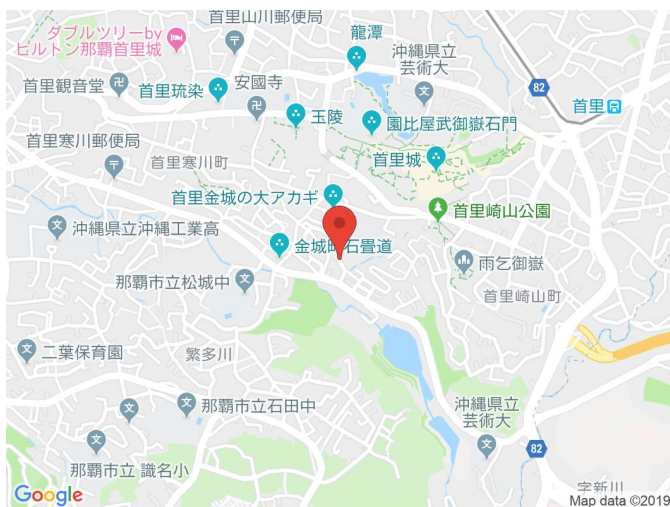 ダブルツリーby
ヒルトン那覇首里城
首里山川郵便局
龍潭
沖縄県立
芸術大
82
首里観音堂
首里琉染
安國寺
玉陵
園比屋武御嶽石門
首里
首里寒川郵便局
首里寒川町
首里城
首里金城の大アカギ
首里崎山公園
沖縄県立沖縄工業高
金城町石畳道
雨乞御嶽
那覇市立松城中
首里崎山町
二葉保育園
繁多川
那覇市立石田中
沖縄県立
芸術大
82
那覇市立 識名小
字新川
Google
Map data ©2019